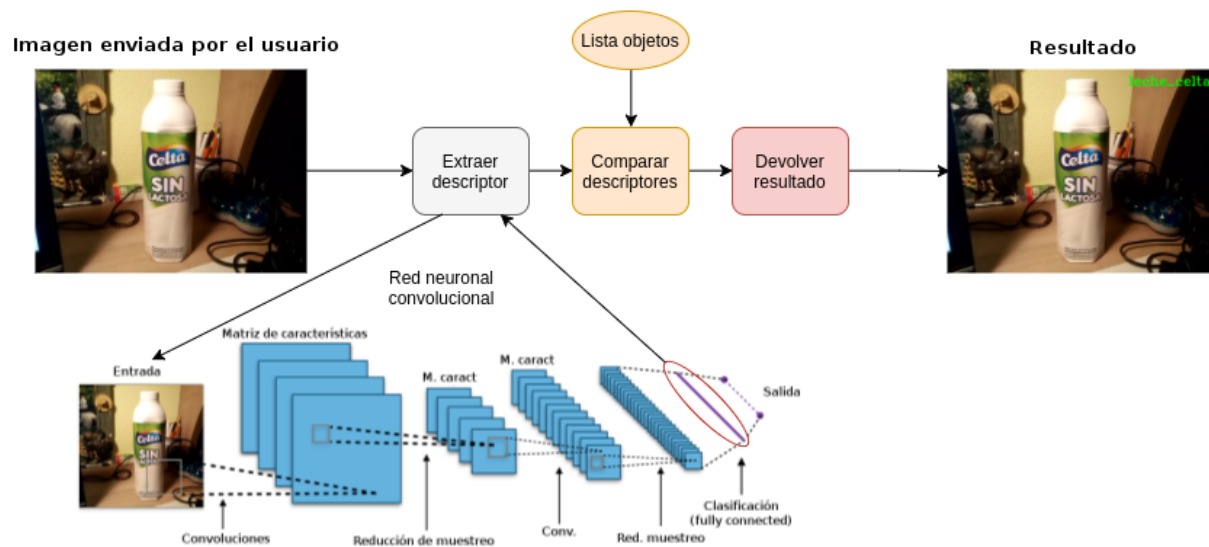 Imagen enviada por el usuario
Lista objetos
Resultado
leche_celta
Celta
SIN
LACTOSA
Extraer
descriptor
Comparar
descriptores
Devolver
resultado
Celta
SIN
LACTOSA
Red neuronal
convolucional
Matriz de características
Entrada
M. caract
M. caract
Salida
Celta
SIN
Convoluciones
Reducción de muestreo
Conv.
Red. muestreo
Clasificación
(fully connected)